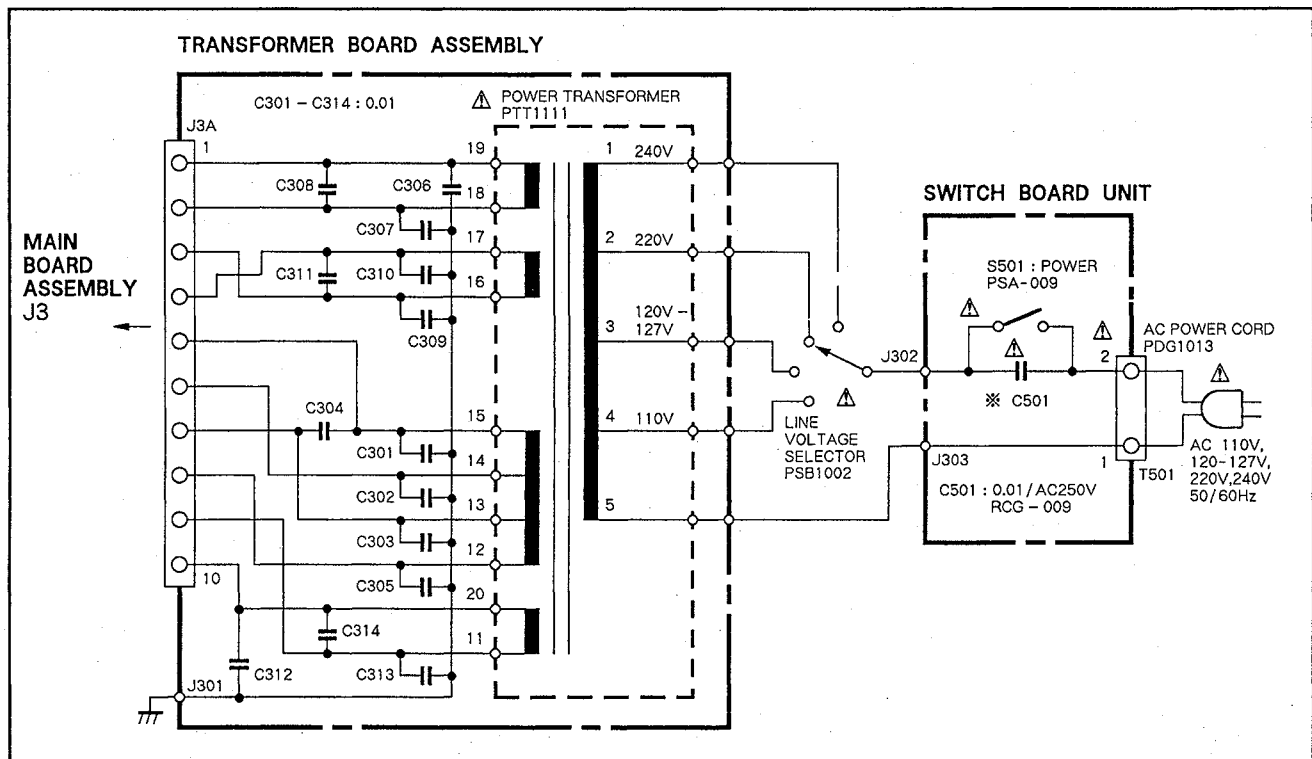 TRANSFORMER BOARD ASSEMBLY
C301 – C314 : 0.01
POWER TRANSFORMER
PTT1111
J3A
1
10
MAIN
BOARD
ASSEMBLY
J3
C308
C306
C307
C311
C310
C309
C304
C301
C302
C303
C305
C314
C312
C313
J301
19
18
17
16
15
14
13
12
20
11
1
240V
2
220V
3
120V –
127V
4
110V
5
LINE
VOLTAGE
SELECTOR
PSB1002
SWITCH BOARD UNIT
S501 : POWER
PSA-009
J302
※ C501
J303
C501 : 0.01/AC250V
RCG – 009
2
1
T501
AC POWER CORD
PDG1013
AC 110V,
120-127V,
220V,240V
50/60Hz